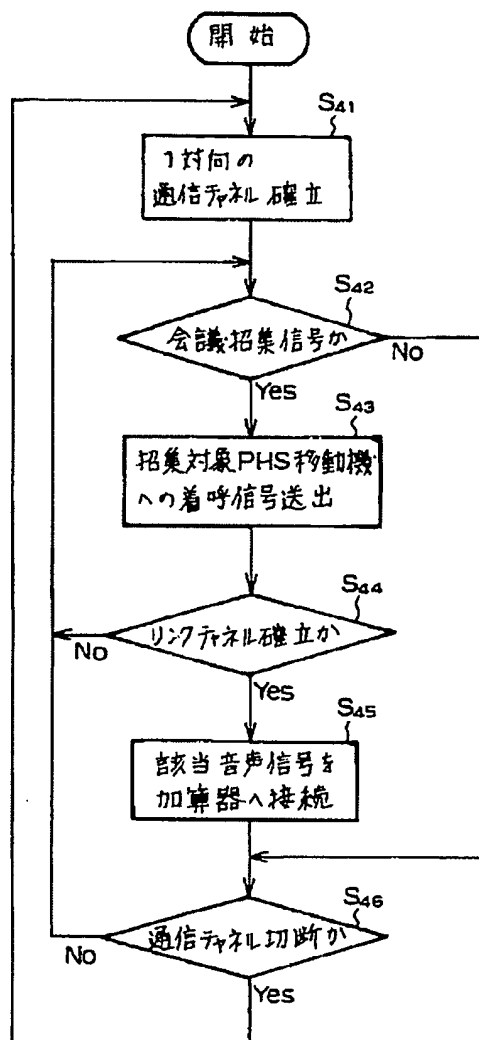 開始
S41
1対向の
通信チャネル確立
S42
会議招集信号か
No
Yes
S43
招集対象PHS移動機
への着呼信号送出
S44
リンクチャネル確立か
No
Yes
S45
該当音声信号を
加算器へ接続
S46
通信チャネル切断か
No
Yes